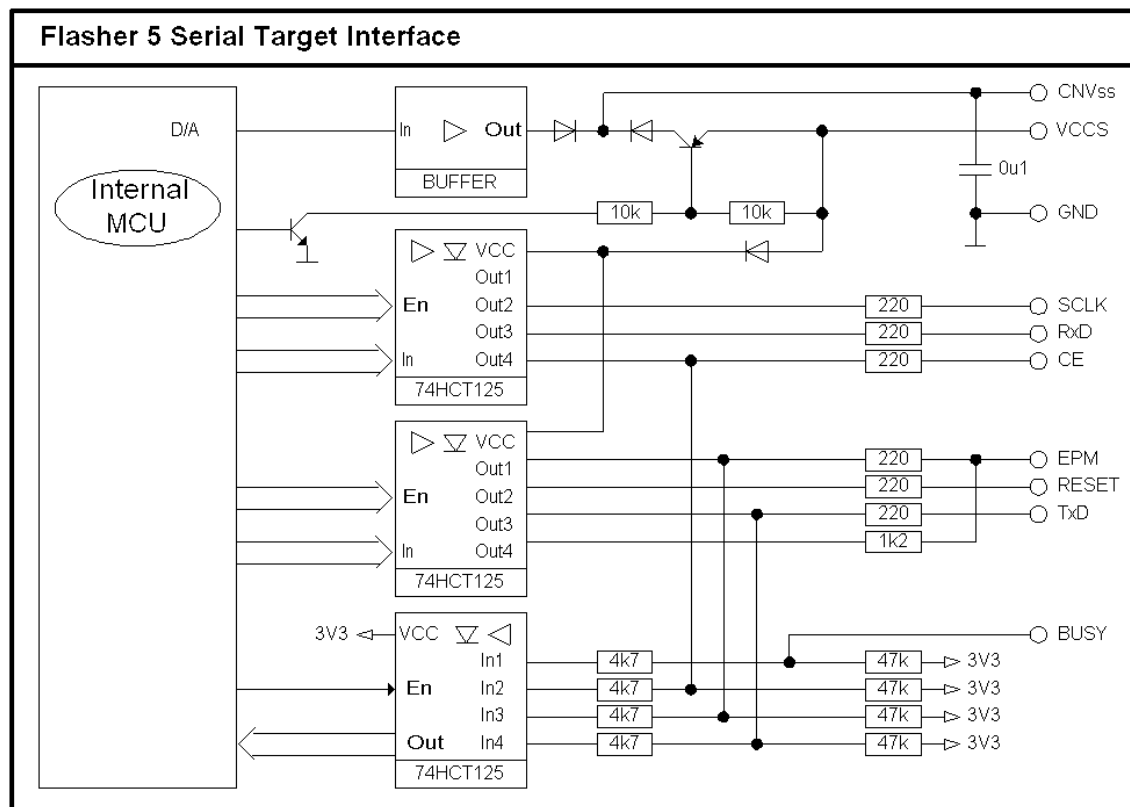 Flasher 5 Serial Target Interface
CNVss
D/A
In
Out
VCCS
BUFFER
0u1
Internal
MCU
10k
10k
GND
VCC
Out1
En
Out2
220
SCLK
Out3
220
RxD
In
Out4
220
CE
74HCT125
VCC
Out1
220
EPM
En
Out2
220
RESET
Out3
220
TxD
In
Out4
1k2
74HCT125
3V3
VCC
BUSY
In1
4k7
47k
3V3
En
In2
4k7
47k
3V3
In3
4k7
47k
3V3
Out
In4
4k7
47k
3V3
74HCT125